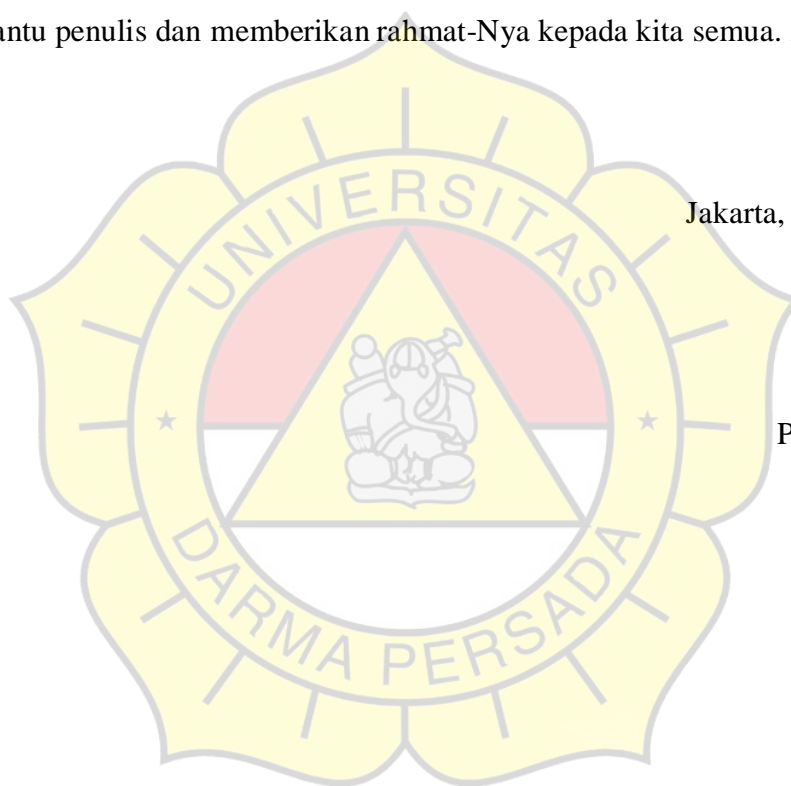 antu penulis dan memberikan rahmat-Nya kepada kita semua.
Jakarta,
P
UNIVERSITAS
DARMA PERSADA